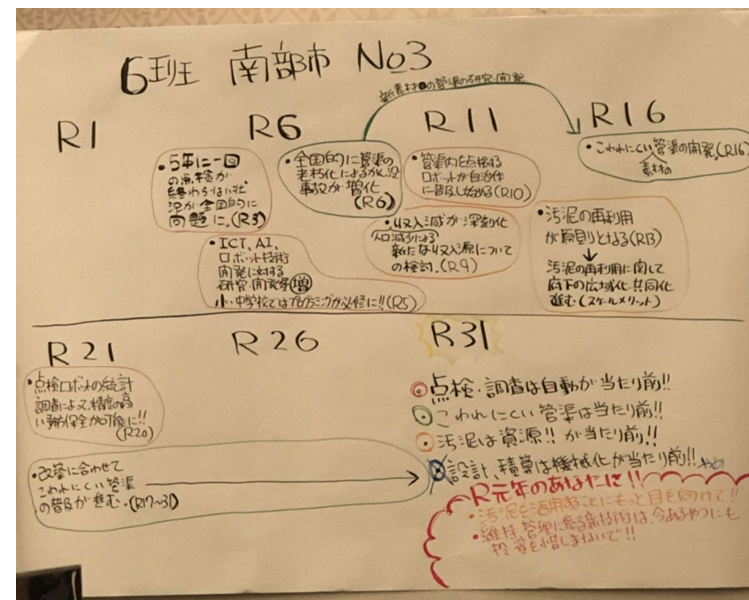 6班 南部市 No3
新素材の管渠の研究・開発
R1
R6
R11
R16
・5年に一回
の点検が
終わらない状
況が全国的に
問題に。(R3)
・全国的に管渠の
老朽化による陥没
事故が増化
(R6)
・管渠内を点検する
ロボットが自治体
に普及し始める(R10)
・こわれにくい管渠の開発(R16)
素材の
・ICT、AI、
ロボット技術
開発に対する
研究・開発費増
小・中学校ではプログラミングが必修に!!(R5)
・収入減が深刻化
人口減少による
新たな収入源について
の検討。(R9)
・汚泥の再利用
が原則となる(R13)
↓
汚泥の再利用に関して
府下の広域化・共同化
進む(スケールメリット)
R21
R26
R31
・点検ロボットの統計
調査によって、精度の高
い予防保全が可能に!!
(R20)
・改築に合わせて
こわれにくい管渠
の普及が進む。(R17~31)
点検・調査は自動が当たり前!!
こわれにくい管渠は当たり前!!
汚泥は資源!!が当たり前!!
設計、積算は機械化が当たり前!!
R元年のあなたに!!
・汚泥を活用することにもっと目を向けて!!
・維持、管理に係る新技術は、今あるやつにも
投資を惜しまないで!!